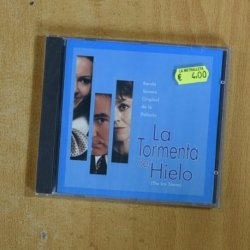 LA METRALLETA
€ 4,00
Banda
Sonora
Original
de la
Película
La
Tormenta
de
Hielo
(The Ice Storm)